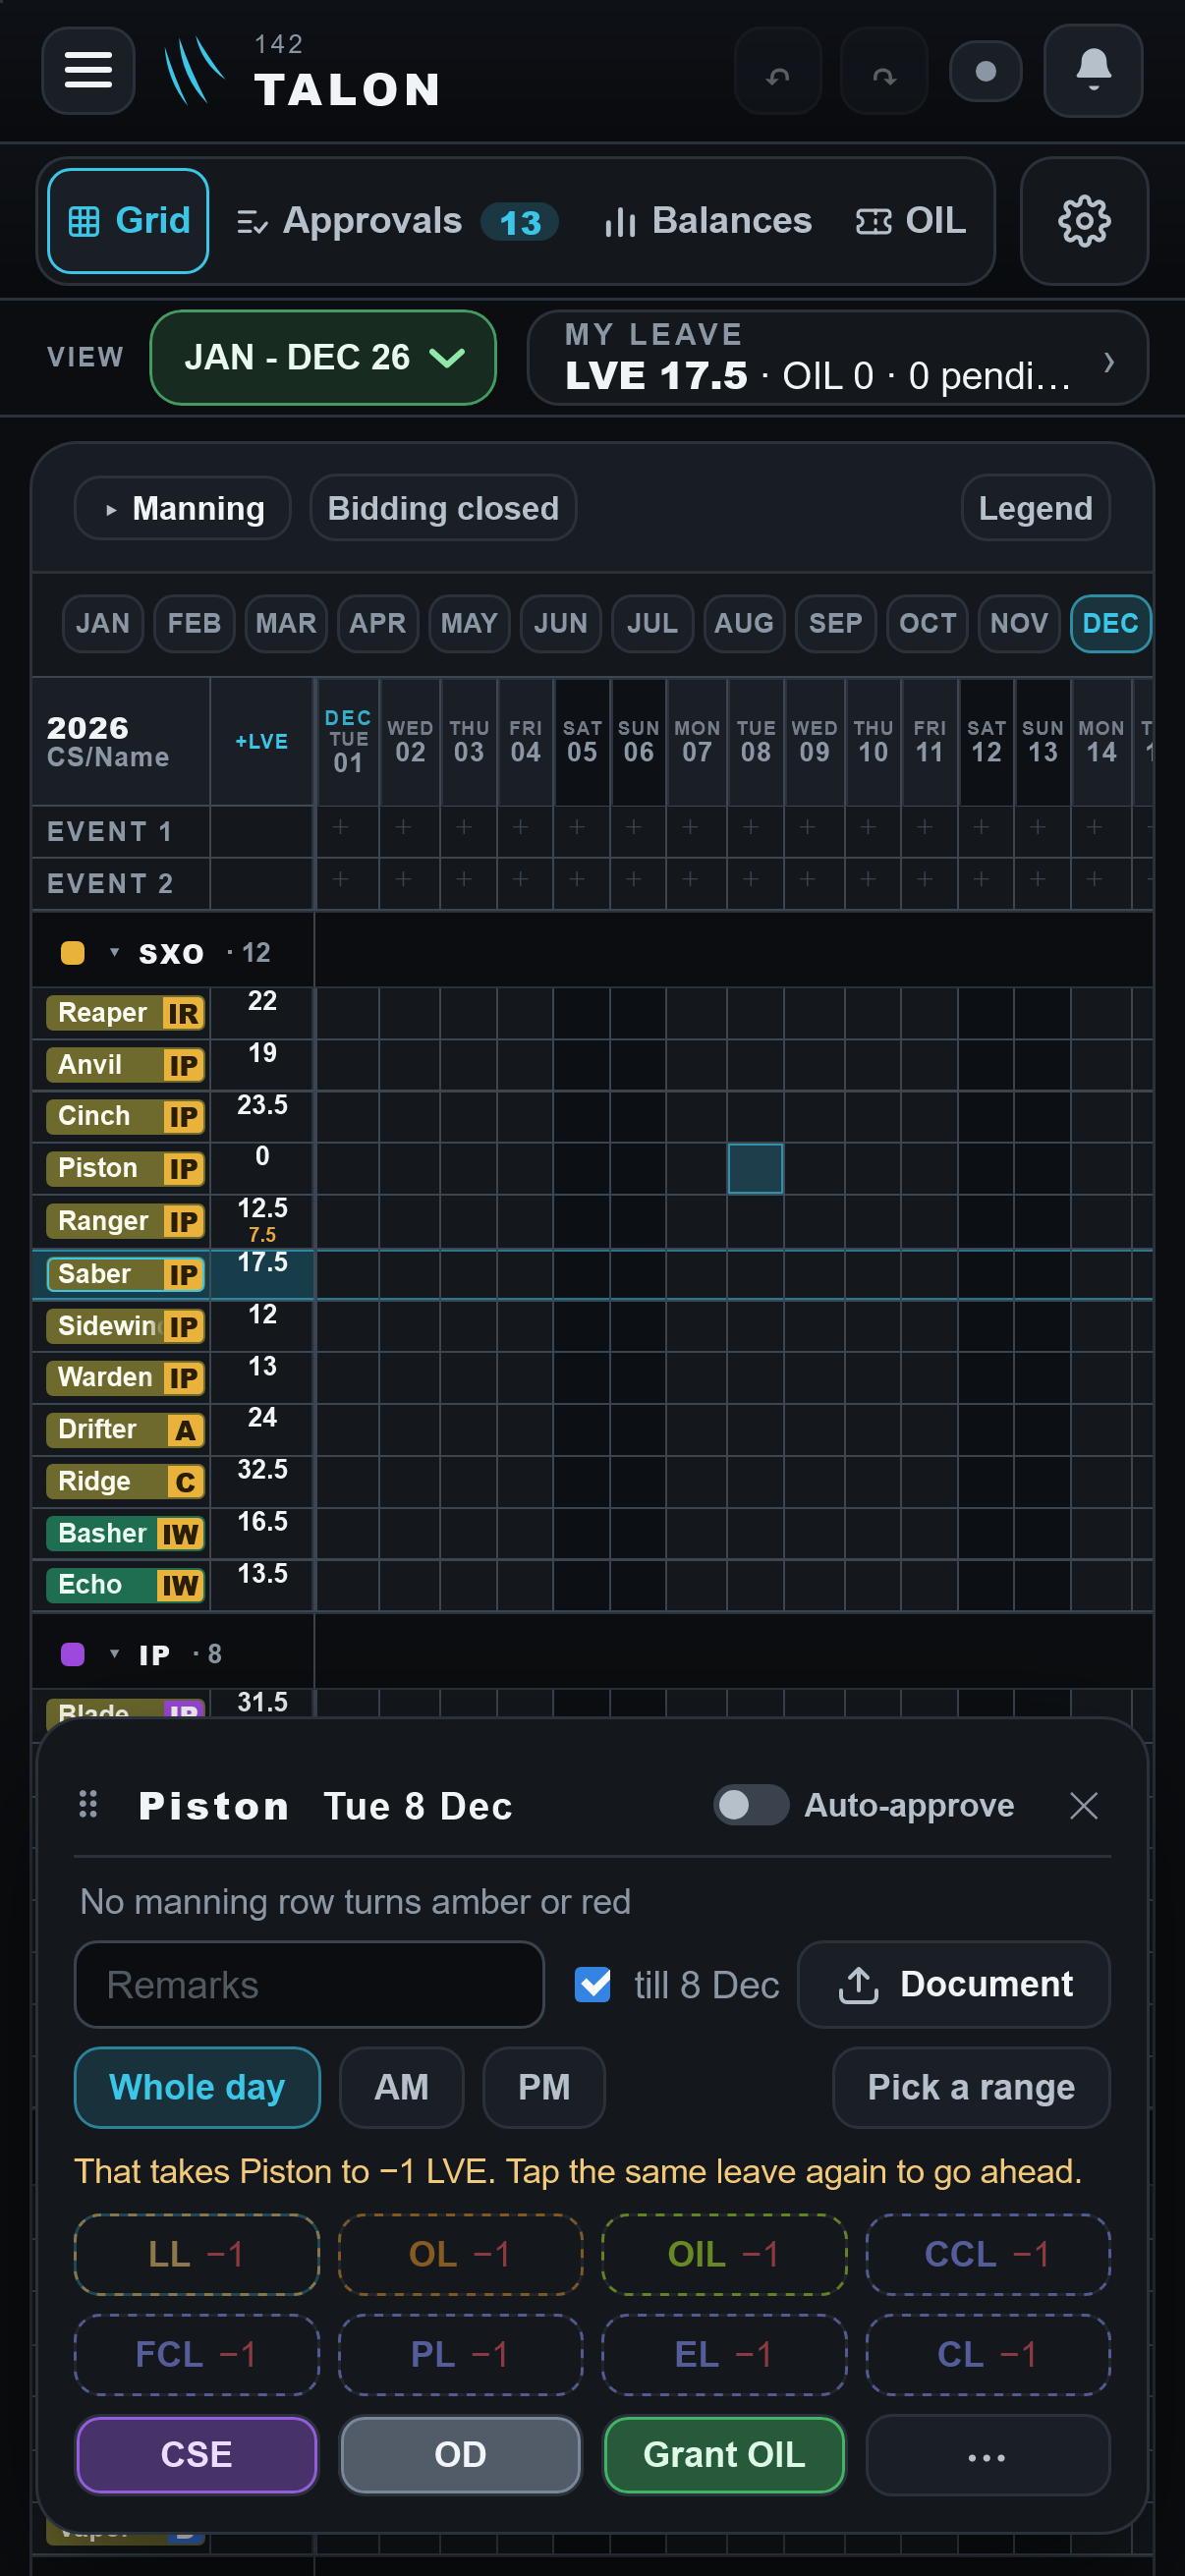 142
TALON
Grid
Approvals 13
Balances
OIL
VIEW
JAN - DEC 26
MY LEAVE
LVE 17.5 · OIL 0 · 0 pendi…
Manning
Bidding closed
Legend
JAN FEB MAR APR MAY JUN JUL AUG SEP OCT NOV DEC
2026
CS/Name
+LVE
DEC
TUE WED THU FRI SAT SUN MON TUE WED THU FRI SAT SUN MON
01 02 03 04 05 06 07 08 09 10 11 12 13 14
EVENT 1 + + + + + + + + + + + + + +
EVENT 2 + + + + + + + + + + + + + +
SXO · 12
Reaper IR 22
Anvil IP 19
Cinch IP 23.5
Piston IP 0
Ranger IP 12.5
7.5
Saber IP 17.5
IP 12
Warden IP 13
Drifter A 24
Ridge C 32.5
Basher IW 16.5
Echo IW 13.5
IP · 8
Blade IP 31.5
Piston Tue 8 Dec
Auto-approve
No manning row turns amber or red
Remarks
till 8 Dec
Document
Whole day
AM
PM
Pick a range
That takes Piston to −1 LVE. Tap the same leave again to go ahead.
LL −1
OL −1
OIL −1
CCL −1
FCL −1
PL −1
EL −1
CL −1
CSE
OD
Grant OIL
...